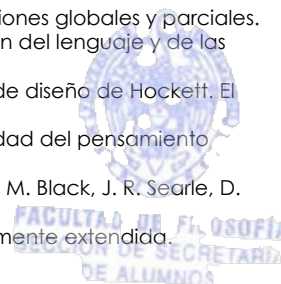 iones globales y parciales.
n del lenguaje y de las
de diseño de Hockett. El
dad del pensamiento
M. Black, J. R. Searle, D.
FACULTAD DE FILOSOFÍA
mente extendida.
SECCIÓN DE SECRETARÍA
DE ALUMNOS